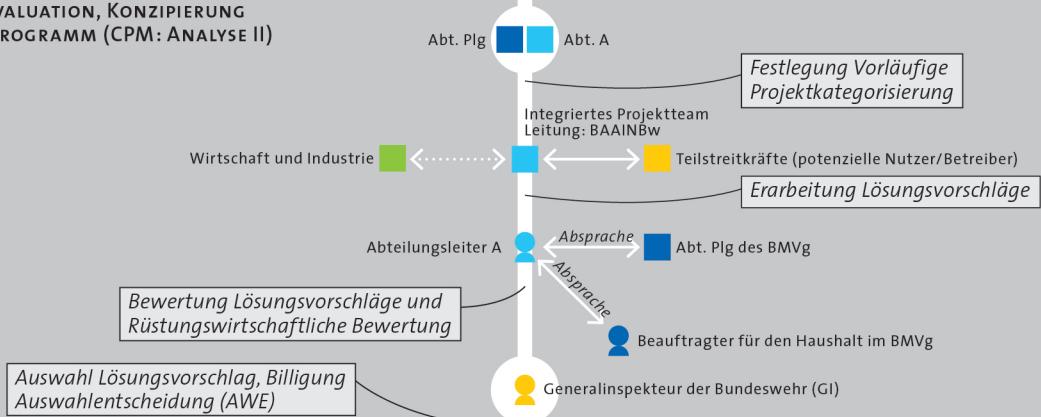 VALUATION, KONZIPIERUNG
ROGRAMM (CPM: ANALYSE II)
Abt. Plg
Abt. A
Festlegung Vorläufige
Projektkategorisierung
Integriertes Projektteam
Leitung: BAAINBw
Wirtschaft und Industrie
Teilstreitkräfte (potenzielle Nutzer/Betreiber)
Erarbeitung Lösungsvorschläge
Abteilungsleiter A
Absprache
Abt. Plg des BMVg
Absprache
Bewertung Lösungsvorschläge und
Rüstungswirtschaftliche Bewertung
Beauftragter für den Haushalt im BMVg
Auswahl Lösungsvorschlag, Billigung
Auswahlentscheidung (AWE)
Generalinspekteur der Bundeswehr (GI)